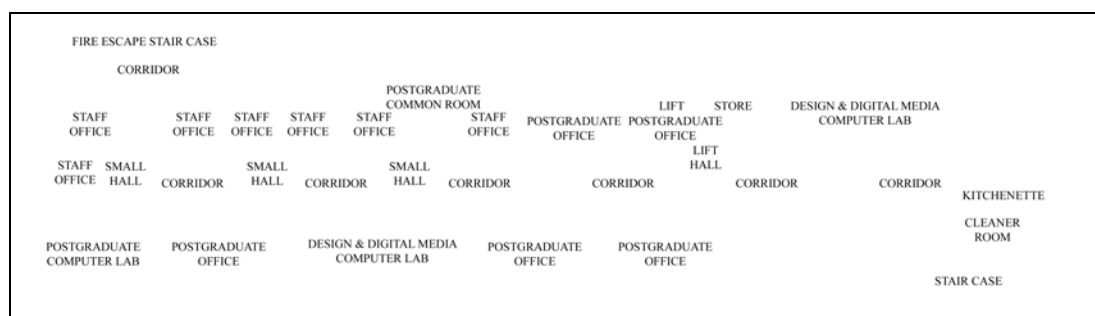 FIRE ESCAPE STAIR CASE
CORRIDOR
POSTGRADUATE
COMMON ROOM
STAFF
OFFICE
STAFF
OFFICE
STAFF
OFFICE
STAFF
OFFICE
STAFF
OFFICE
STAFF
OFFICE
POSTGRADUATE
OFFICE
LIFT
POSTGRADUATE
OFFICE
STORE
DESIGN & DIGITAL MEDIA
COMPUTER LAB
LIFT
HALL
STAFF
OFFICE
SMALL
HALL
CORRIDOR
SMALL
HALL
CORRIDOR
SMALL
HALL
CORRIDOR
CORRIDOR
CORRIDOR
CORRIDOR
KITCHENETTE
CLEANER
ROOM
POSTGRADUATE
COMPUTER LAB
POSTGRADUATE
OFFICE
DESIGN & DIGITAL MEDIA
COMPUTER LAB
POSTGRADUATE
OFFICE
POSTGRADUATE
OFFICE
STAIR CASE